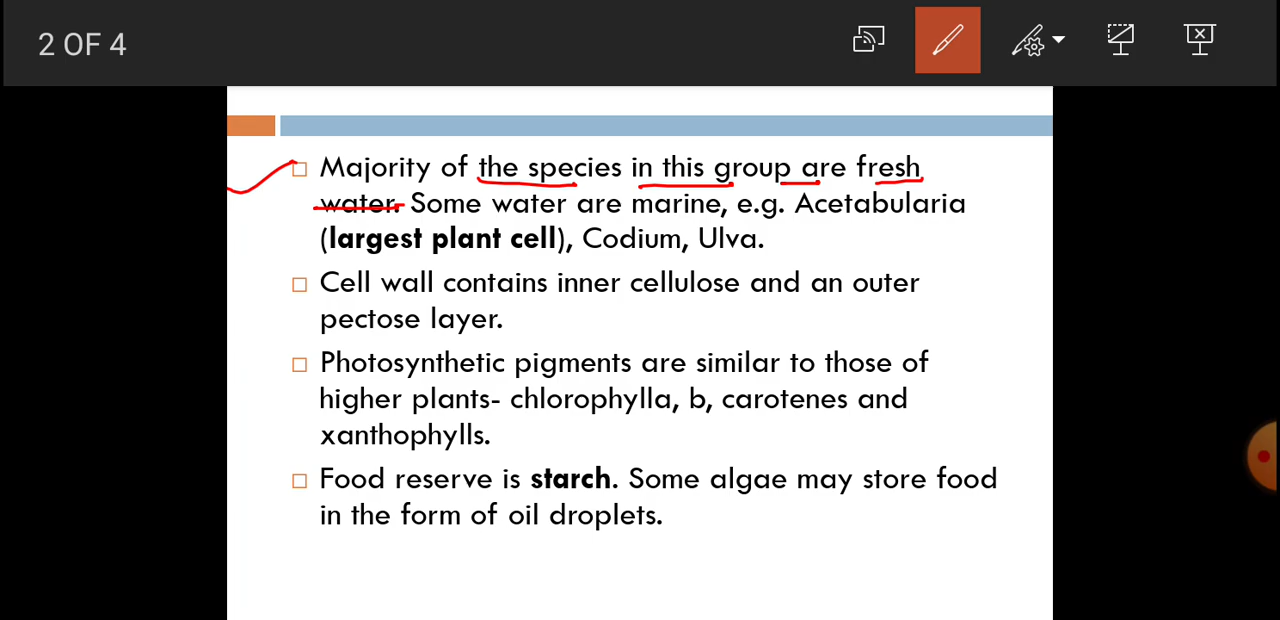 2 OF 4
Majority of the species in this group are fresh
water. Some water are marine, e.g. Acetabularia
(largest plant cell), Codium, Ulva.
Cell wall contains inner cellulose and an outer
pectose layer.
Photosynthetic pigments are similar to those of
higher plants- chlorophylla, b, carotenes and
xanthophylls.
Food reserve is starch. Some algae may store food
in the form of oil droplets.